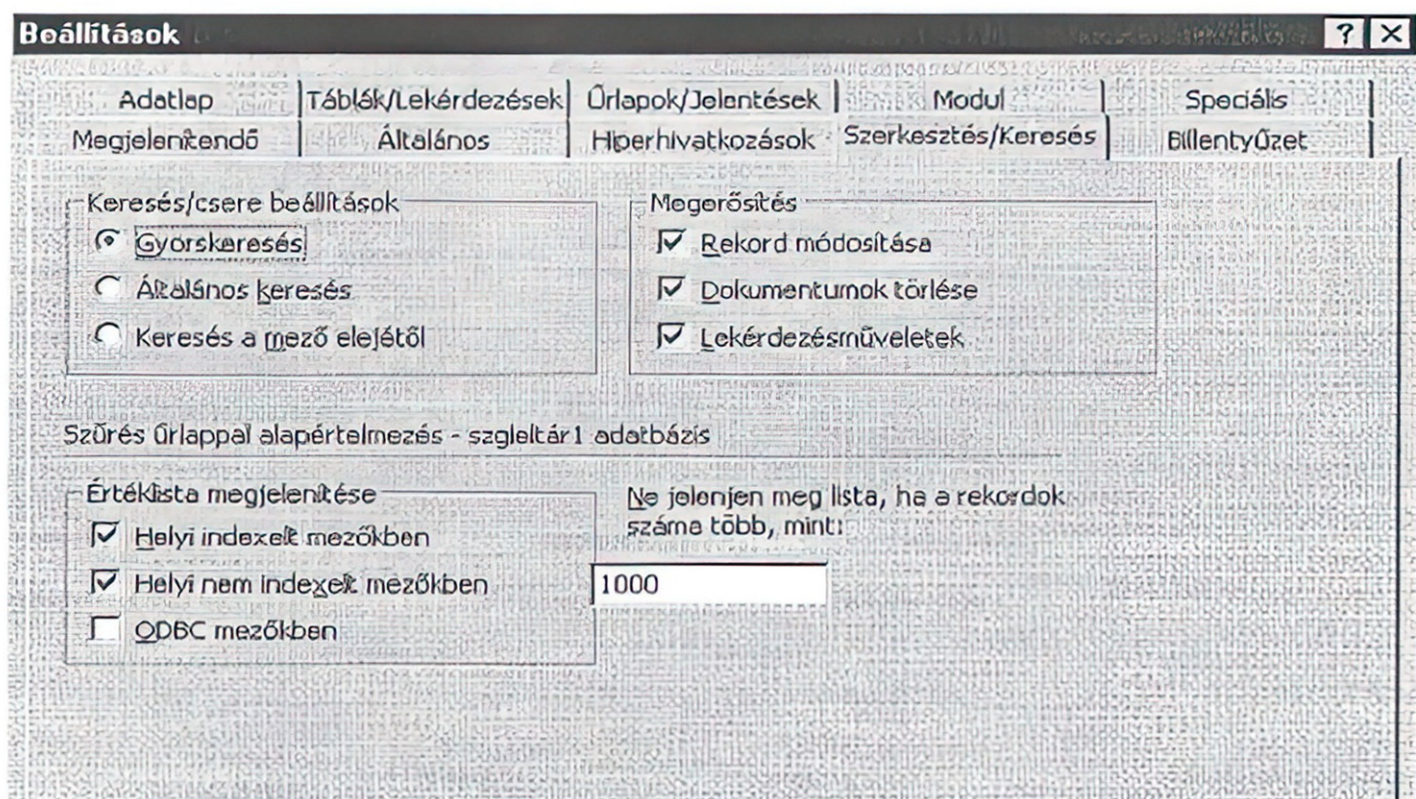 Beállítások
Adatlap Táblák/Lekérdezések Űrlapok/Jelentések Modul Speciális
Megjelenítendő Általános Hiperhivatkozások Szerkesztés/Keresés Billentyűzet
Keresés/csere beállítások
Gyorskeresés
Általános keresés
Keresés a mező elejétől
Megerősítés
Rekord módosítása
Dokumentumok törlése
Lekérdezésműveletek
Szűrés űrlappal alapértelmezés - szgleltár1 adatbázis
Értéklista megjelenítése
Helyi indexelt mezőkben
Helyi nem indexelt mezőkben
ODBC mezőkben
Ne jelenjen meg lista, ha a rekordok
száma több, mint:
1000